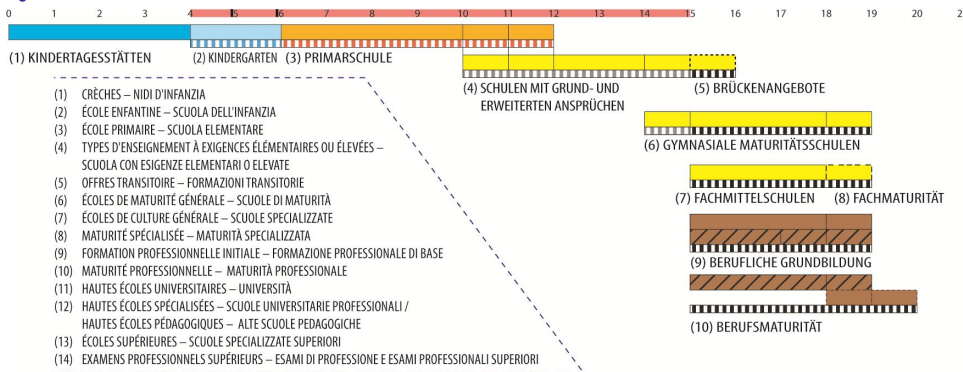 0 1 2 3 4 5 6 7 8 9 10 11 12 13 14 15 16 17 18 19 20 2
(1) KINDERTAGESSTÄTTEN (2) KINDERGARTEN (3) PRIMARSCHULE
(4) SCHULEN MIT GRUND- UND
ERWEITERTEN ANSPRÜCHEN
(5) BRÜCKENANGEBOTE
(6) GYMNASIALE MATURITÄTSSCHULEN
(7) FACHMITTELSCHULEN (8) FACHMATURITÄT
(9) BERUFLICHE GRUNDBILDUNG
(10) BERUFSMATURITÄT
(1) CRÈCHES – NIDI D'INFANZIA
(2) ÉCOLE ENFANTINE – SCUOLA DELL'INFANZIA
(3) ÉCOLE PRIMAIRE – SCUOLA ELEMENTARE
(4) TYPES D'ENSEIGNEMENT À EXIGENCES ÉLÉMENTAIRES OU ÉLEVÉES –
SCUOLA CON ESIGENZE ELEMENTARI O ELEVATE
(5) OFFRES TRANSITOIRE – FORMAZIONI TRANSITORIE
(6) ÉCOLES DE MATURITÉ GÉNÉRALE – SCUOLE DI MATURITÀ
(7) ÉCOLES DE CULTURE GÉNÉRALE – SCUOLE SPECIALIZZATE
(8) MATURITÉ SPÉCIALISÉE – MATURITÀ SPECIALIZZATA
(9) FORMATION PROFESSIONNELLE INITIALE – FORMAZIONE PROFESSIONALE DI BASE
(10) MATURITÉ PROFESSIONNELLE – MATURITÀ PROFESSIONALE
(11) HAUTES ÉCOLES UNIVERSITAIRES – UNIVERSITÀ
(12) HAUTES ÉCOLES SPÉCIALISÉES – SCUOLE UNIVERSITARIE PROFESSIONALI /
HAUTES ÉCOLES PÉDAGOGIQUES – ALTE SCUOLE PEDAGOGICHE
(13) ÉCOLES SUPÉRIEURES – SCUOLE SPECIALIZZATE SUPERIORI
(14) EXAMENS PROFESSIONNELS SUPÉRIEURS – ESAMI DI PROFESSIONE E ESAMI PROFESSIONALI SUPERIORI